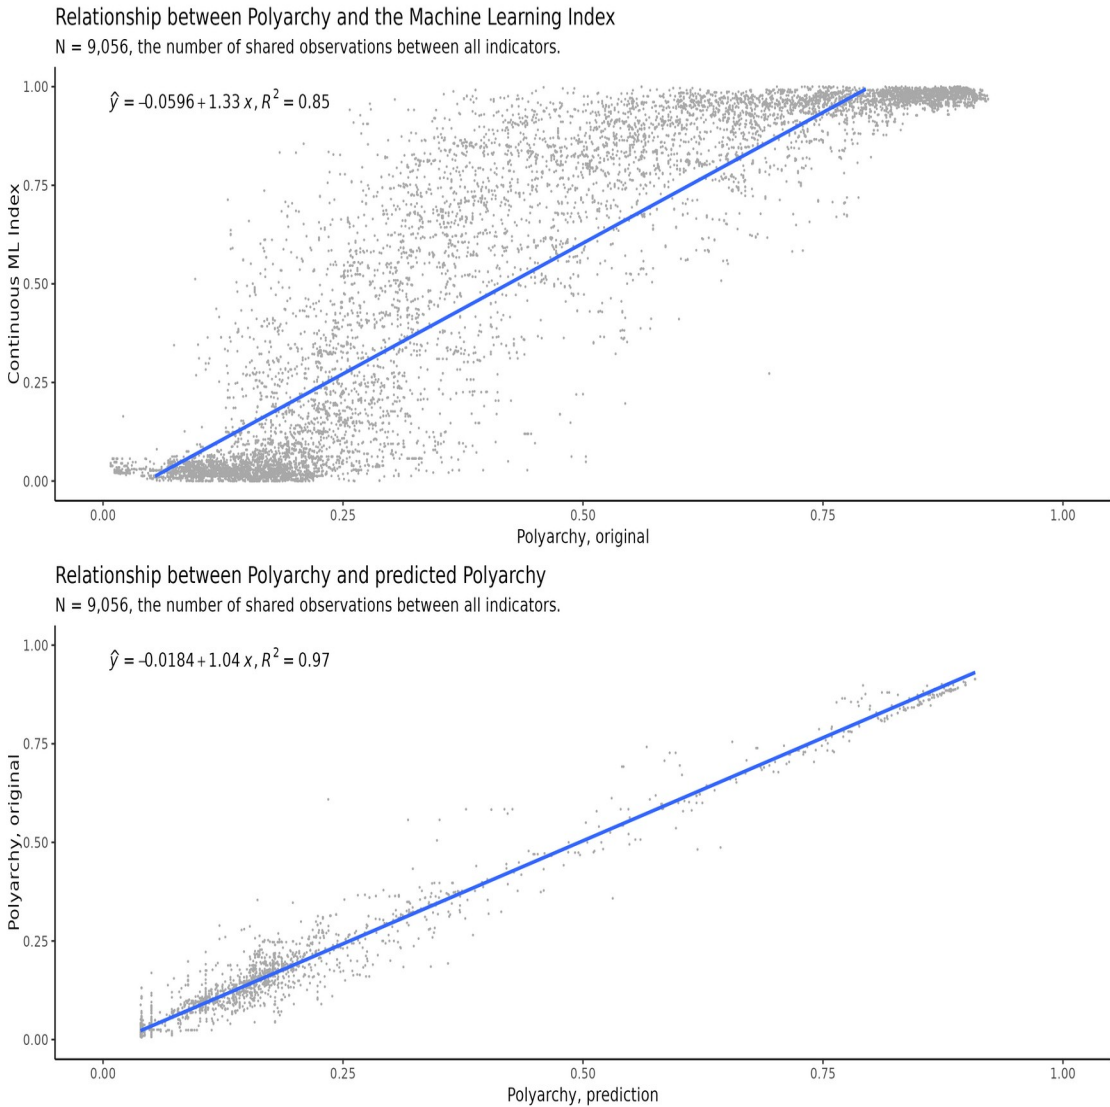 Relationship between Polyarchy and the Machine Learning Index
N = 9,056, the number of shared observations between all indicators.
ŷ = –0.0596 + 1.33 x, R² = 0.85
Continuous ML Index
1.00
0.75
0.50
0.25
0.00
0.00 0.25 0.50 0.75 1.00
Polyarchy, original
Relationship between Polyarchy and predicted Polyarchy
N = 9,056, the number of shared observations between all indicators.
ŷ = –0.0184 + 1.04 x, R² = 0.97
Polyarchy, original
1.00
0.75
0.50
0.25
0.00
0.00 0.25 0.50 0.75 1.00
Polyarchy, prediction